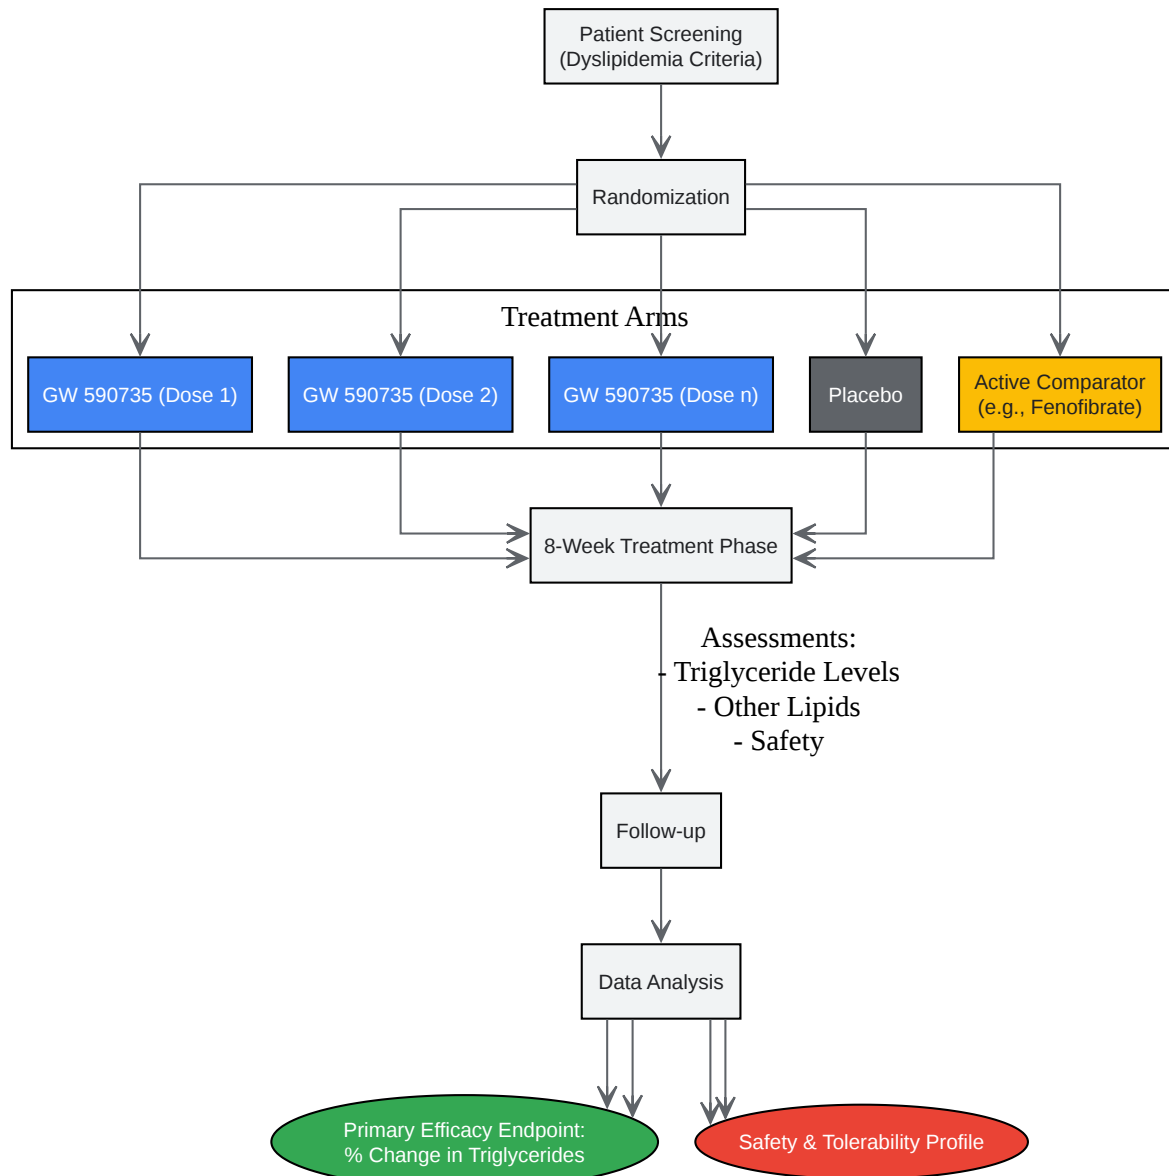 Patient Screening
(Dyslipidemia Criteria)
Randomization
Treatment Arms
GW 590735 (Dose 1)
GW 590735 (Dose 2)
GW 590735 (Dose n)
Placebo
Active Comparator
(e.g., Fenofibrate)
8-Week Treatment Phase
Assessments:
- Triglyceride Levels
- Other Lipids
- Safety
Follow-up
Data Analysis
Primary Efficacy Endpoint:
% Change in Triglycerides
Safety & Tolerability Profile